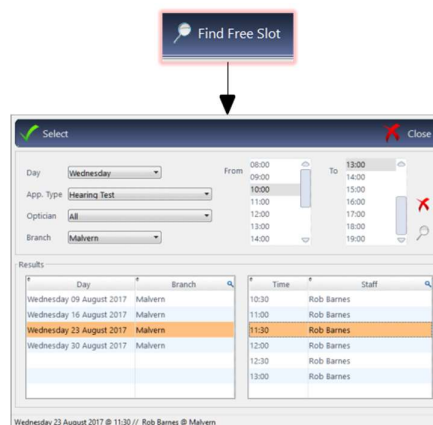 Find Free Slot
Select
Close
Day
Wednesday
App. Type
Hearing Test
Optician
All
Branch
Malvern
From
08:00
09:00
10:00
11:00
12:00
13:00
14:00
To
13:00
14:00
15:00
16:00
17:00
18:00
19:00
Results
Day Branch
Wednesday 09 August 2017 Malvern
Wednesday 16 August 2017 Malvern
Wednesday 23 August 2017 Malvern
Wednesday 30 August 2017 Malvern
Time Staff
10:30 Rob Barnes
11:00 Rob Barnes
11:30 Rob Barnes
12:00 Rob Barnes
12:30 Rob Barnes
13:00 Rob Barnes
Wednesday 23 August 2017 @ 11:30 // Rob Barnes @ Malvern